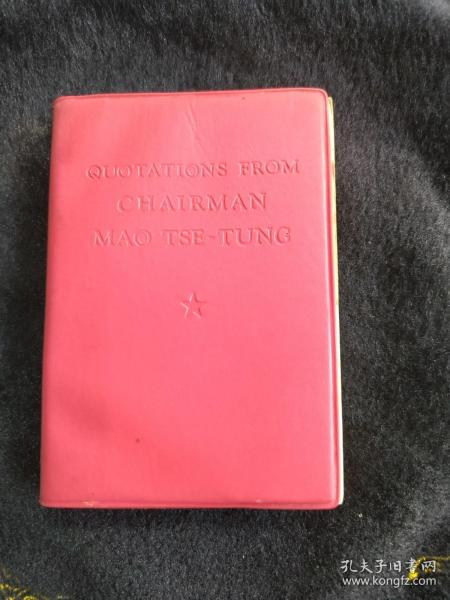 QUOTATIONS FROM
CHAIRMAN
MAO TSE-TUNG
孔夫子旧书网
www.kongfz.com